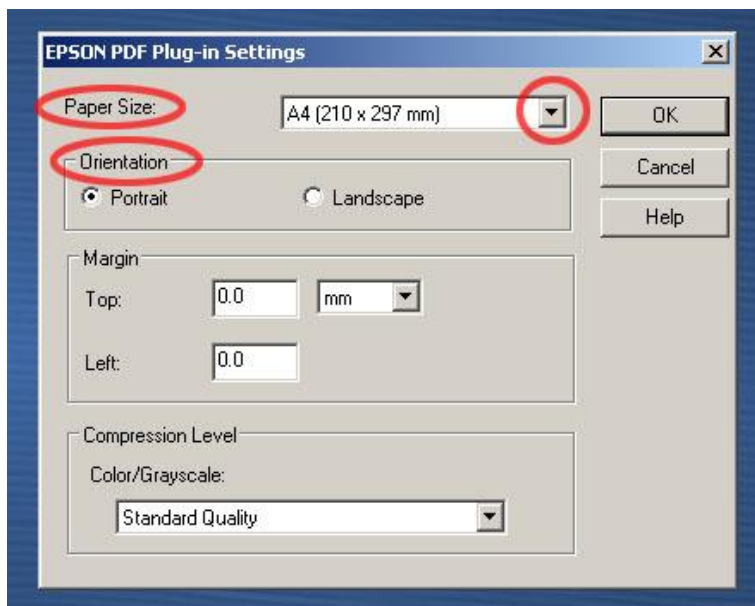 EPSON PDF Plug-in Settings
Paper Size: A4 (210 x 297 mm) OK
Orientation Cancel
Portrait Landscape
Help
Margin
Top: 0.0 mm
Left: 0.0
Compression Level
Color/Grayscale:
Standard Quality